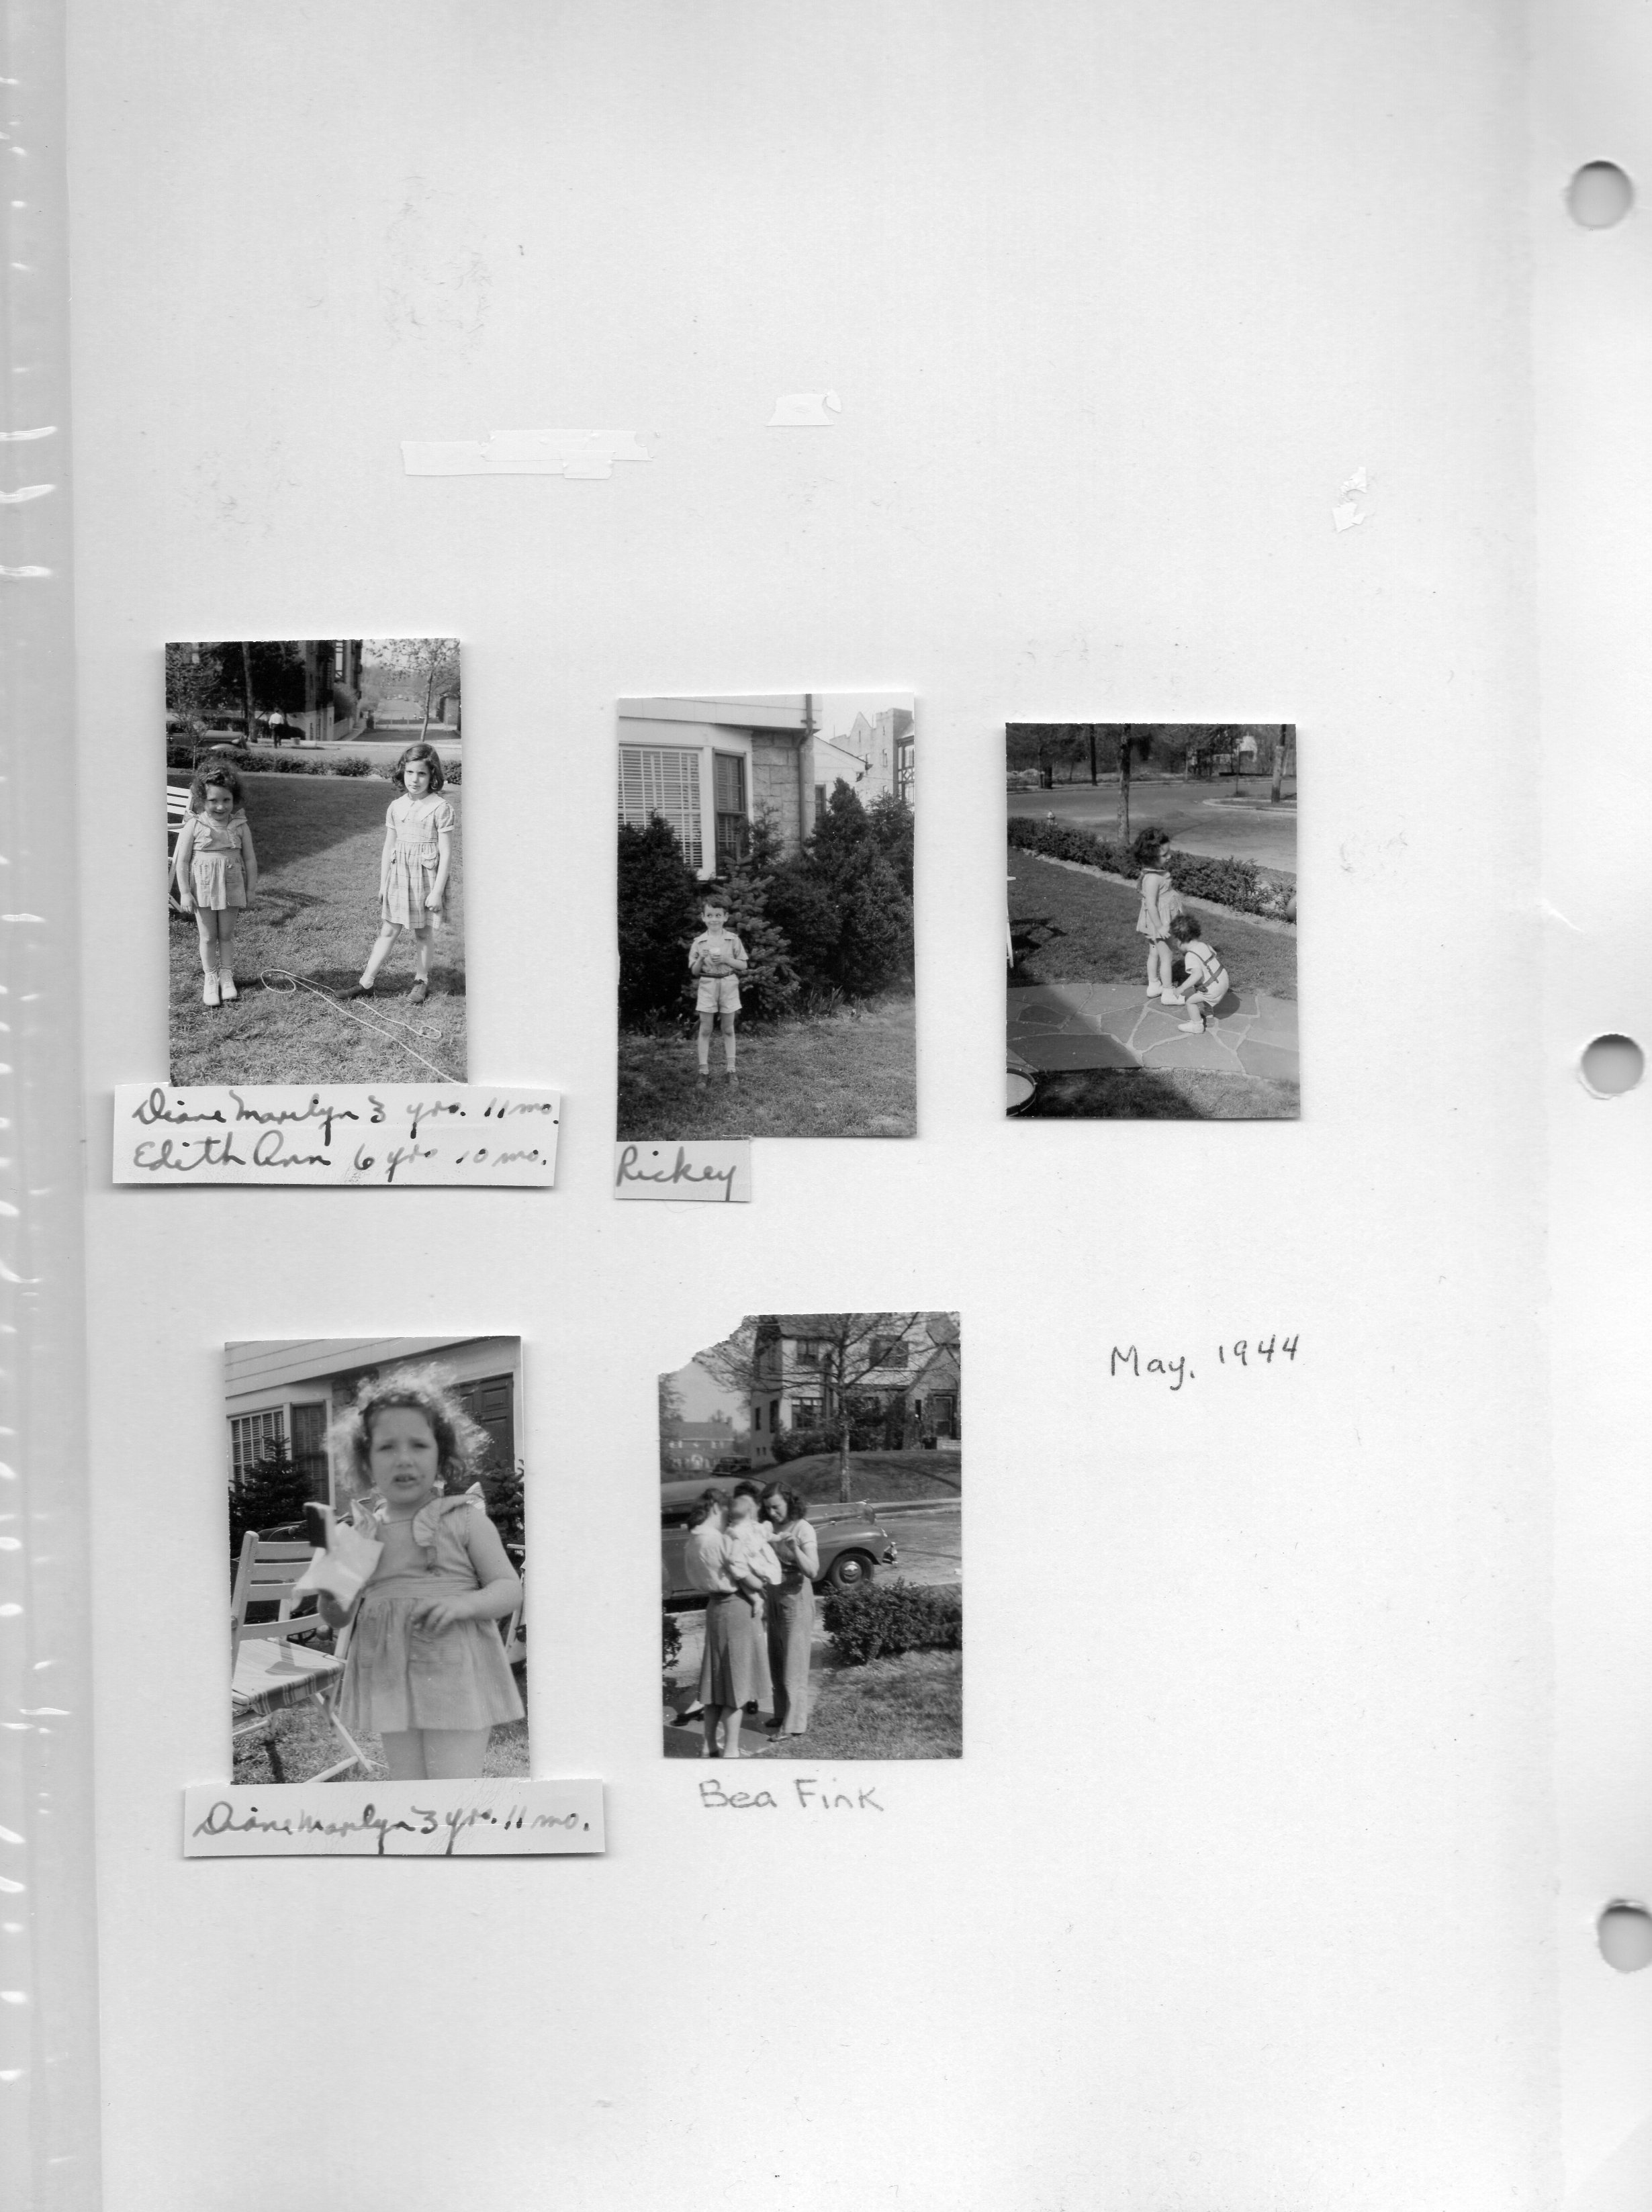 Diane Marilyn 3 yrs. 11 mo.
Edith Ann 6 yrs 10 mo.
Rickey
May, 1944
Diane Marilyn 3 yrs. 11 mo.
Bea Fink